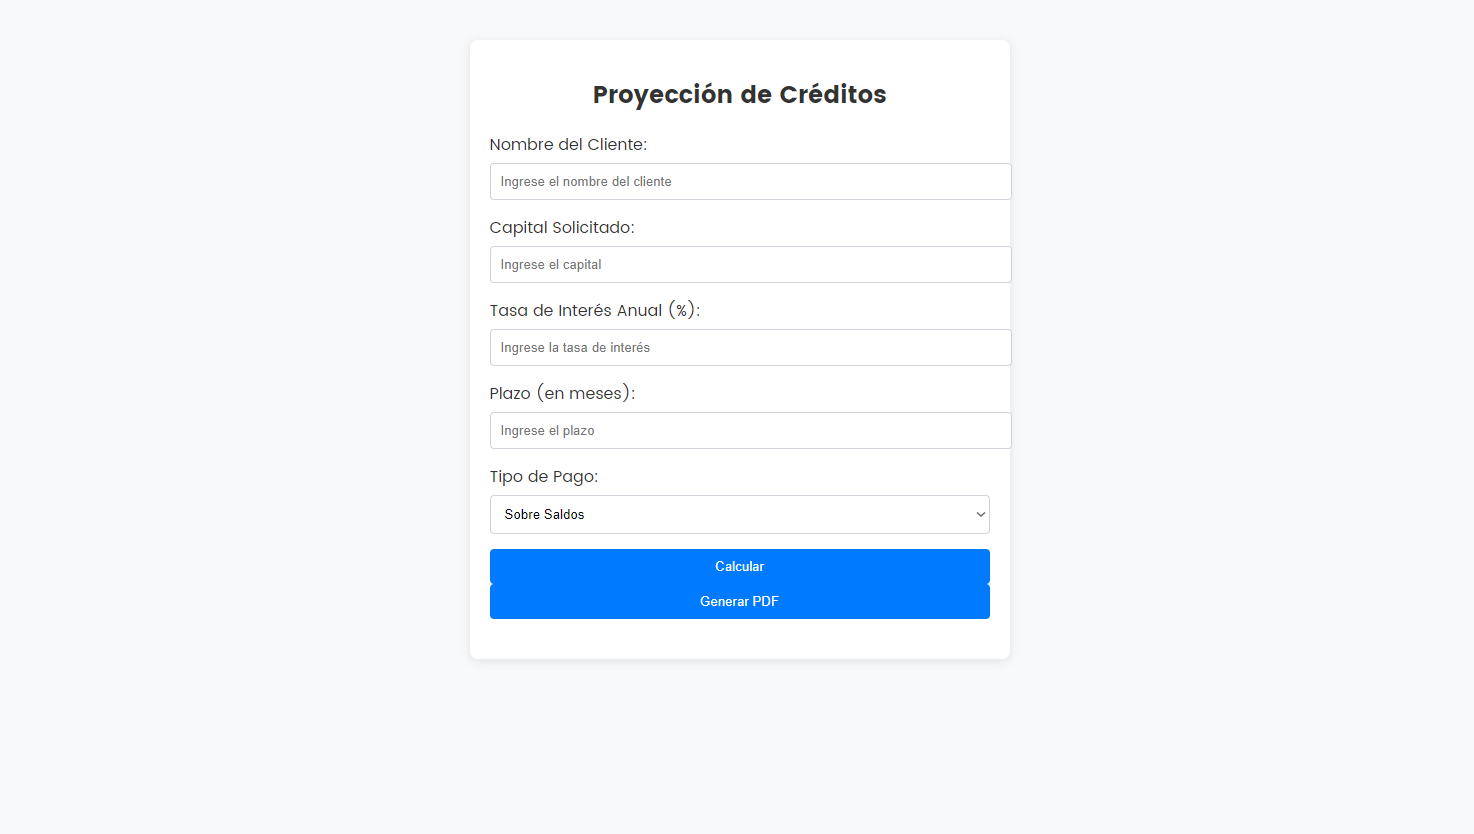 Proyección de Créditos
Nombre del Cliente:
Ingrese el nombre del cliente
Capital Solicitado:
Ingrese el capital
Tasa de Interés Anual (%):
Ingrese la tasa de interés
Plazo (en meses):
Ingrese el plazo
Tipo de Pago:
Sobre Saldos
Calcular
Generar PDF